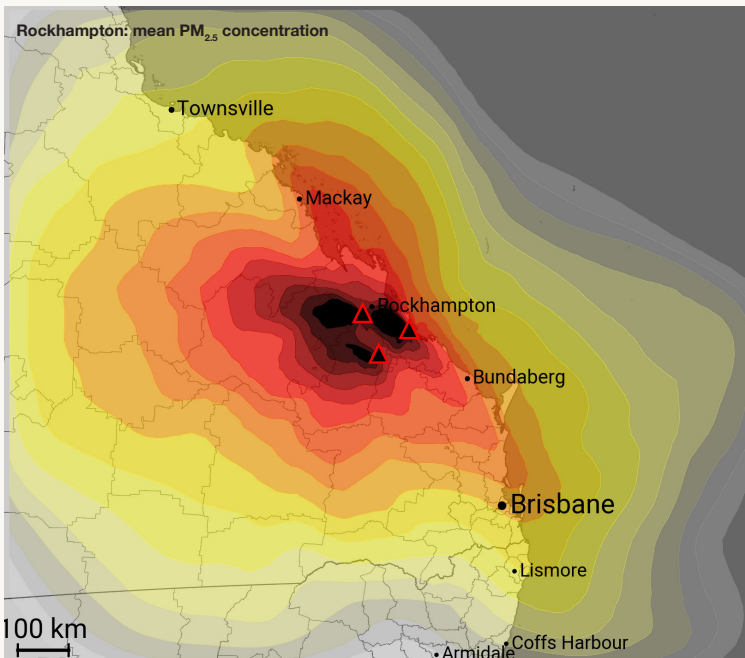 Rockhampton: mean PM2.5 concentration
Townsville
Mackay
Rockhampton
Bundaberg
Brisbane
Lismore
100 km
Coffs Harbour
Armidale